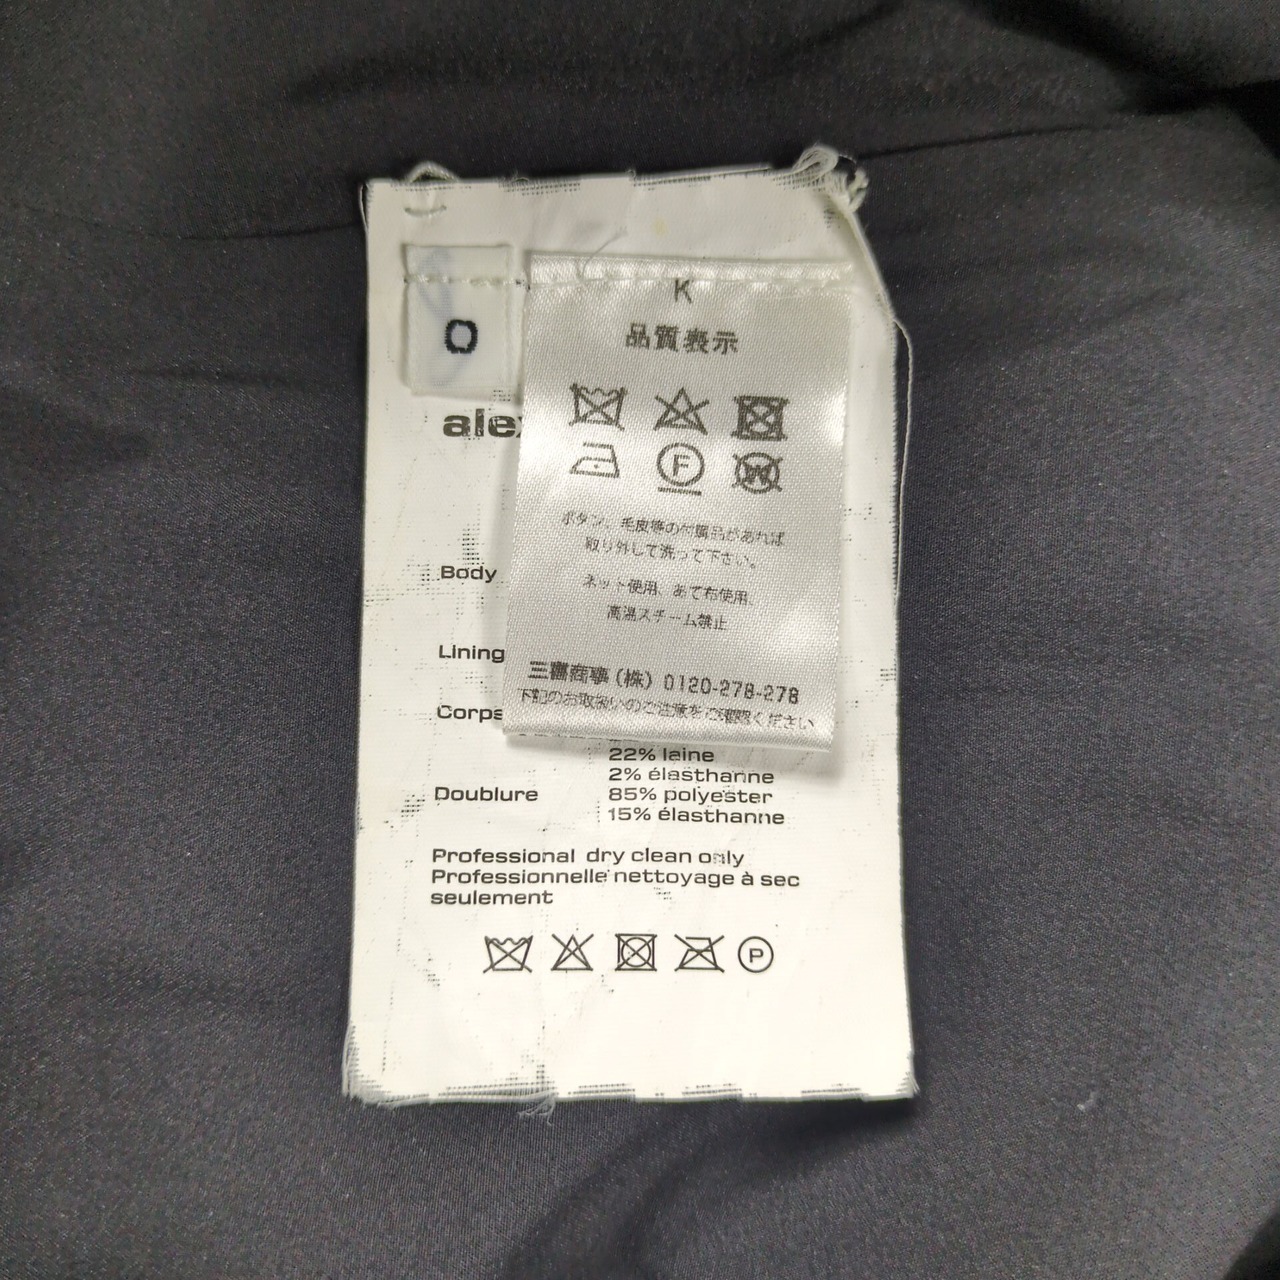 K
品質表示
0
ale
F
W
ボタン、毛皮等の付属品があれば
取り外して洗って下さい。
ネット使用、あて布使用、
高温スチーム禁止
三喜商事(株) 0120-278-278
下記のお取扱いのご注意をご確認ください
Body
Lining
Corps
22% laine
2% élasthanne
Doublure 85% polyester
15% élasthanne
Professional dry clean only
Professionnelle nettoyage à sec
seulement
P